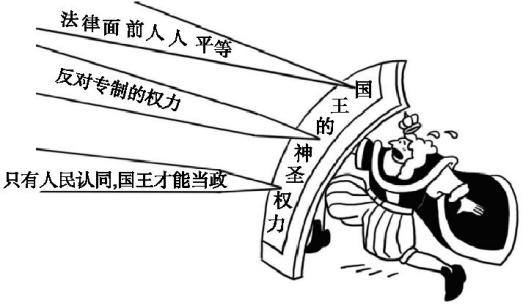 法律面前人人平等
反对专制的权力
只有人民认同,国王才能当政
国王的神圣权力